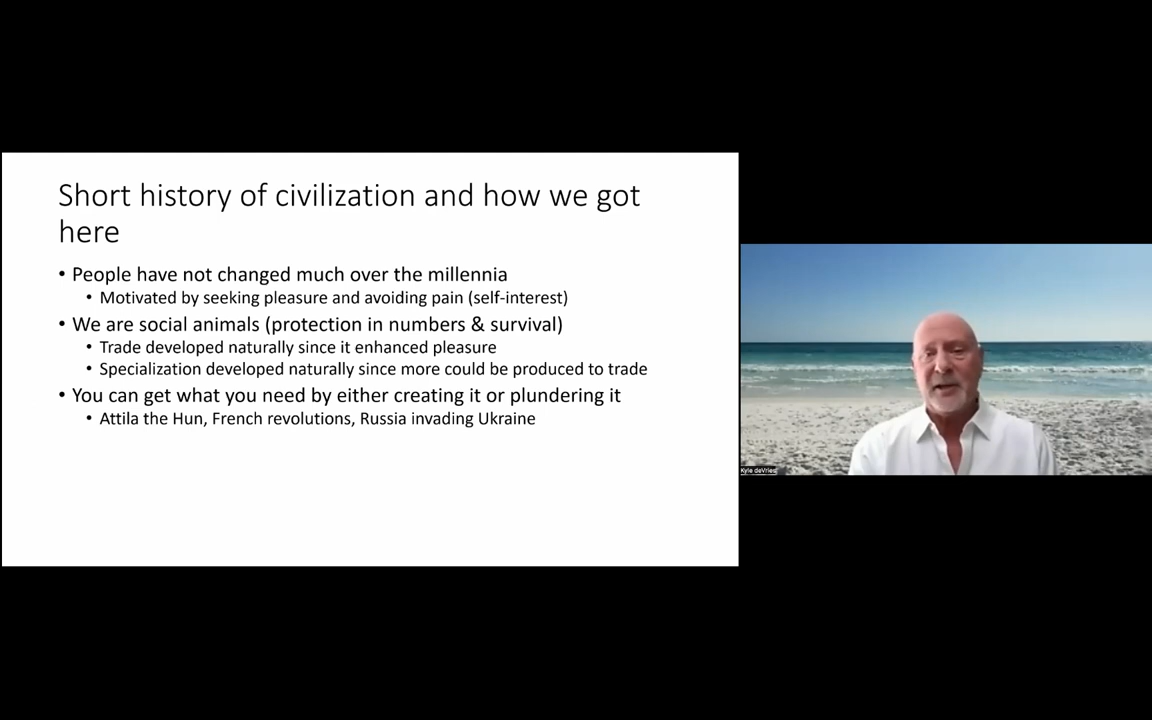 Short history of civilization and how we got
here
• People have not changed much over the millennia
• Motivated by seeking pleasure and avoiding pain (self-interest)
• We are social animals (protection in numbers & survival)
• Trade developed naturally since it enhanced pleasure
• Specialization developed naturally since more could be produced to trade
• You can get what you need by either creating it or plundering it
• Attila the Hun, French revolutions, Russia invading Ukraine
Kyle deVries